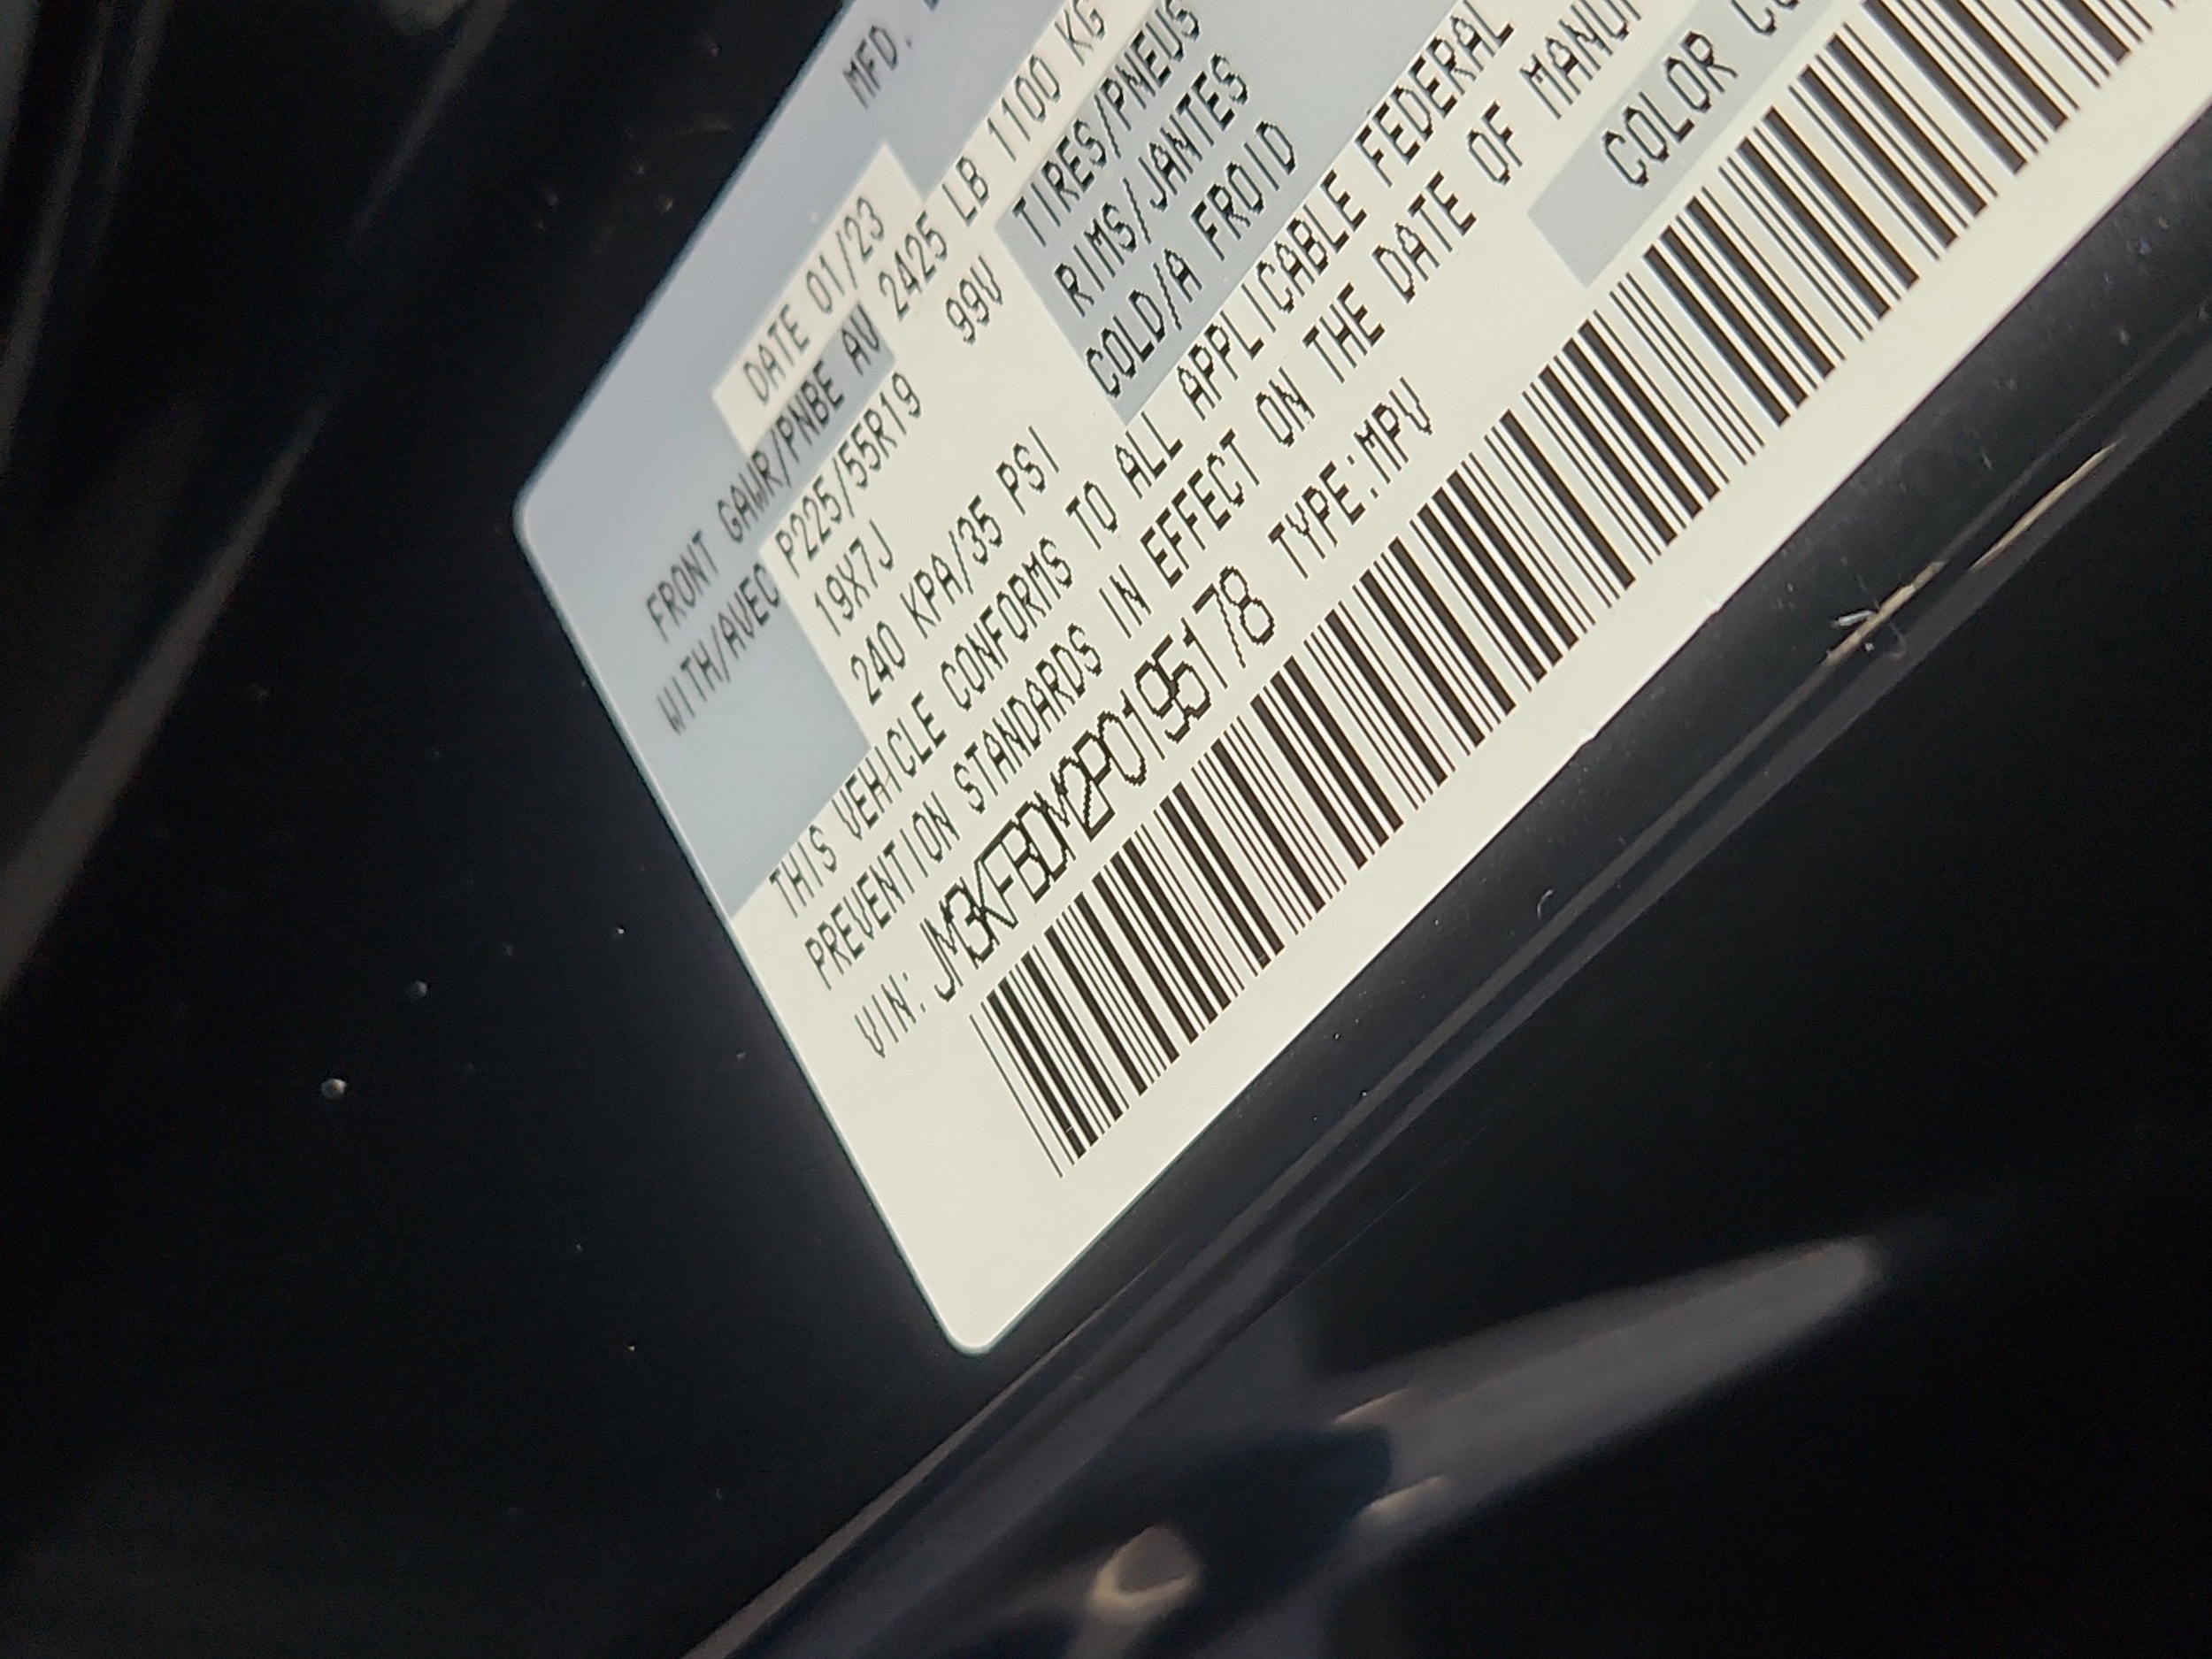 MFD.
DATE 01/23
FRONT GAWR/PNBE AV 2425 LB 1100 KG
WITH/AVEC P225/55R19 99V TIRES/PNEUS
19X7J RIMS/JANTES
240 KPA/35 PSI COLD/A FROID
THIS VEHICLE CONFORMS TO ALL APPLICABLE FEDERAL
PREVENTION STANDARDS IN EFFECT ON THE DATE OF
VIN: JM3KFBDM2P0195178 TYPE:MPV COLOR